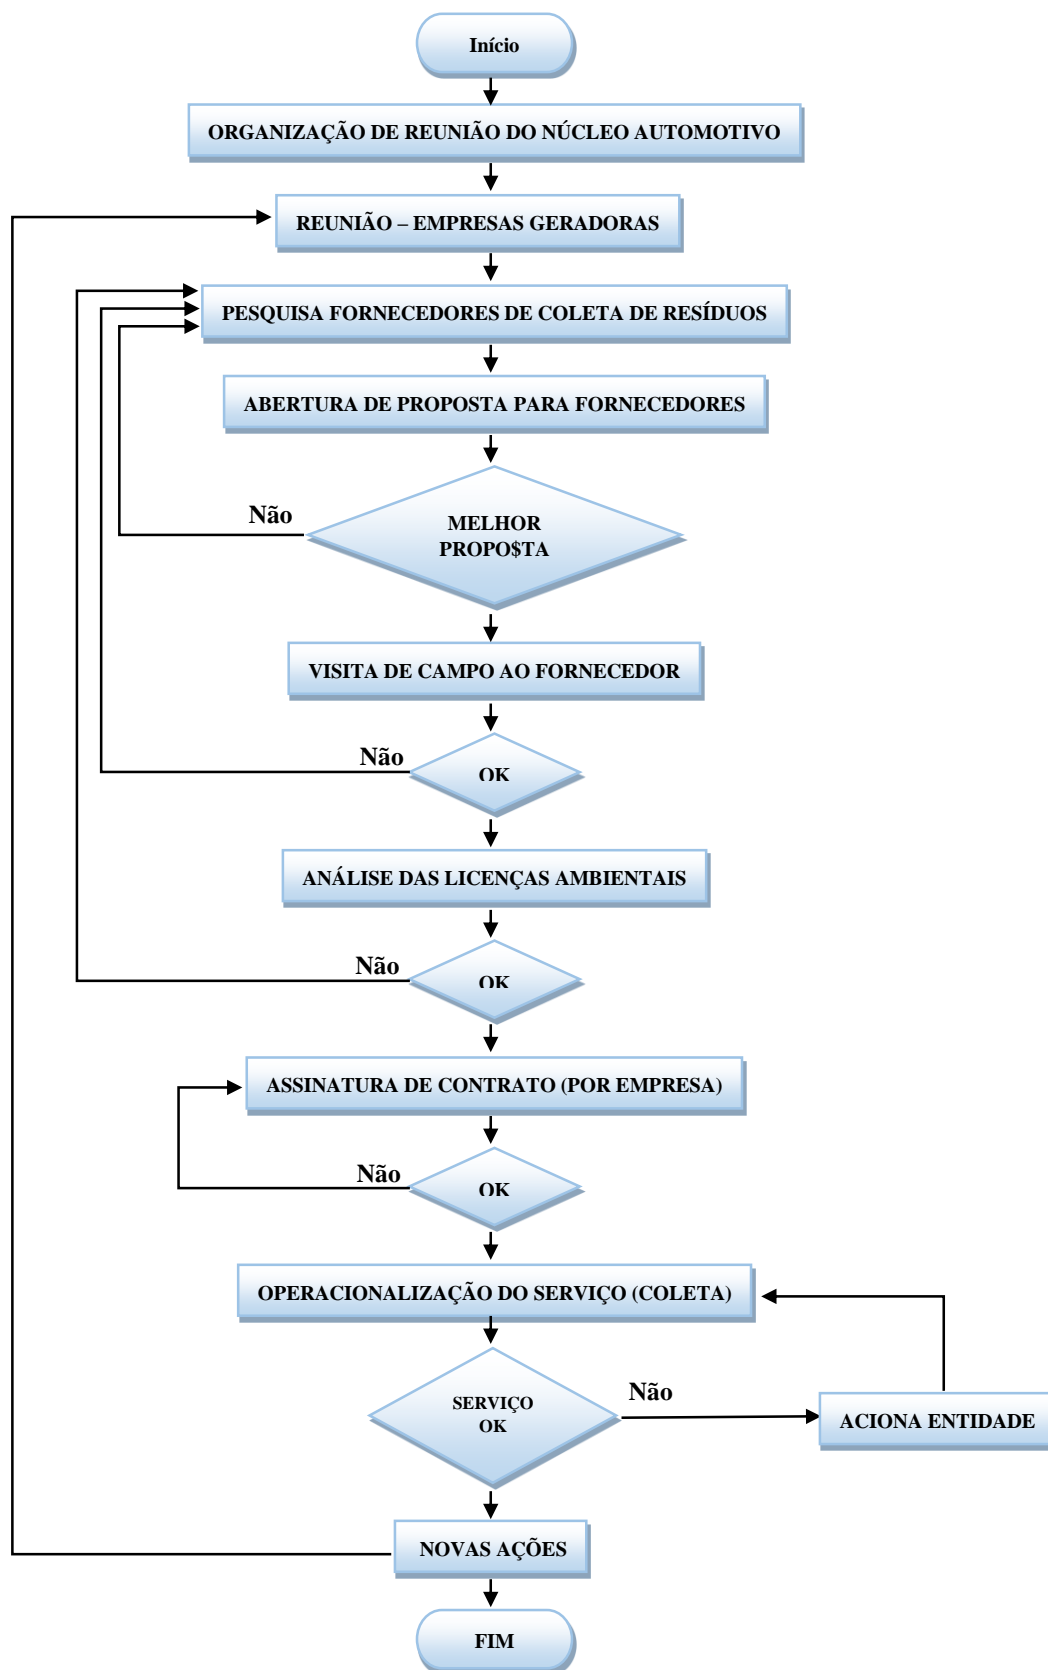 Início
ORGANIZAÇÃO DE REUNIÃO DO NÚCLEO AUTOMOTIVO
REUNIÃO – EMPRESAS GERADORAS
PESQUISA FORNECEDORES DE COLETA DE RESÍDUOS
ABERTURA DE PROPOSTA PARA FORNECEDORES
Não
MELHOR
PROPO$TA
VISITA DE CAMPO AO FORNECEDOR
Não
OK
ANÁLISE DAS LICENÇAS AMBIENTAIS
Não
OK
ASSINATURA DE CONTRATO (POR EMPRESA)
Não
OK
OPERACIONALIZAÇÃO DO SERVIÇO (COLETA)
SERVIÇO
OK
Não
ACIONA ENTIDADE
NOVAS AÇÕES
FIM